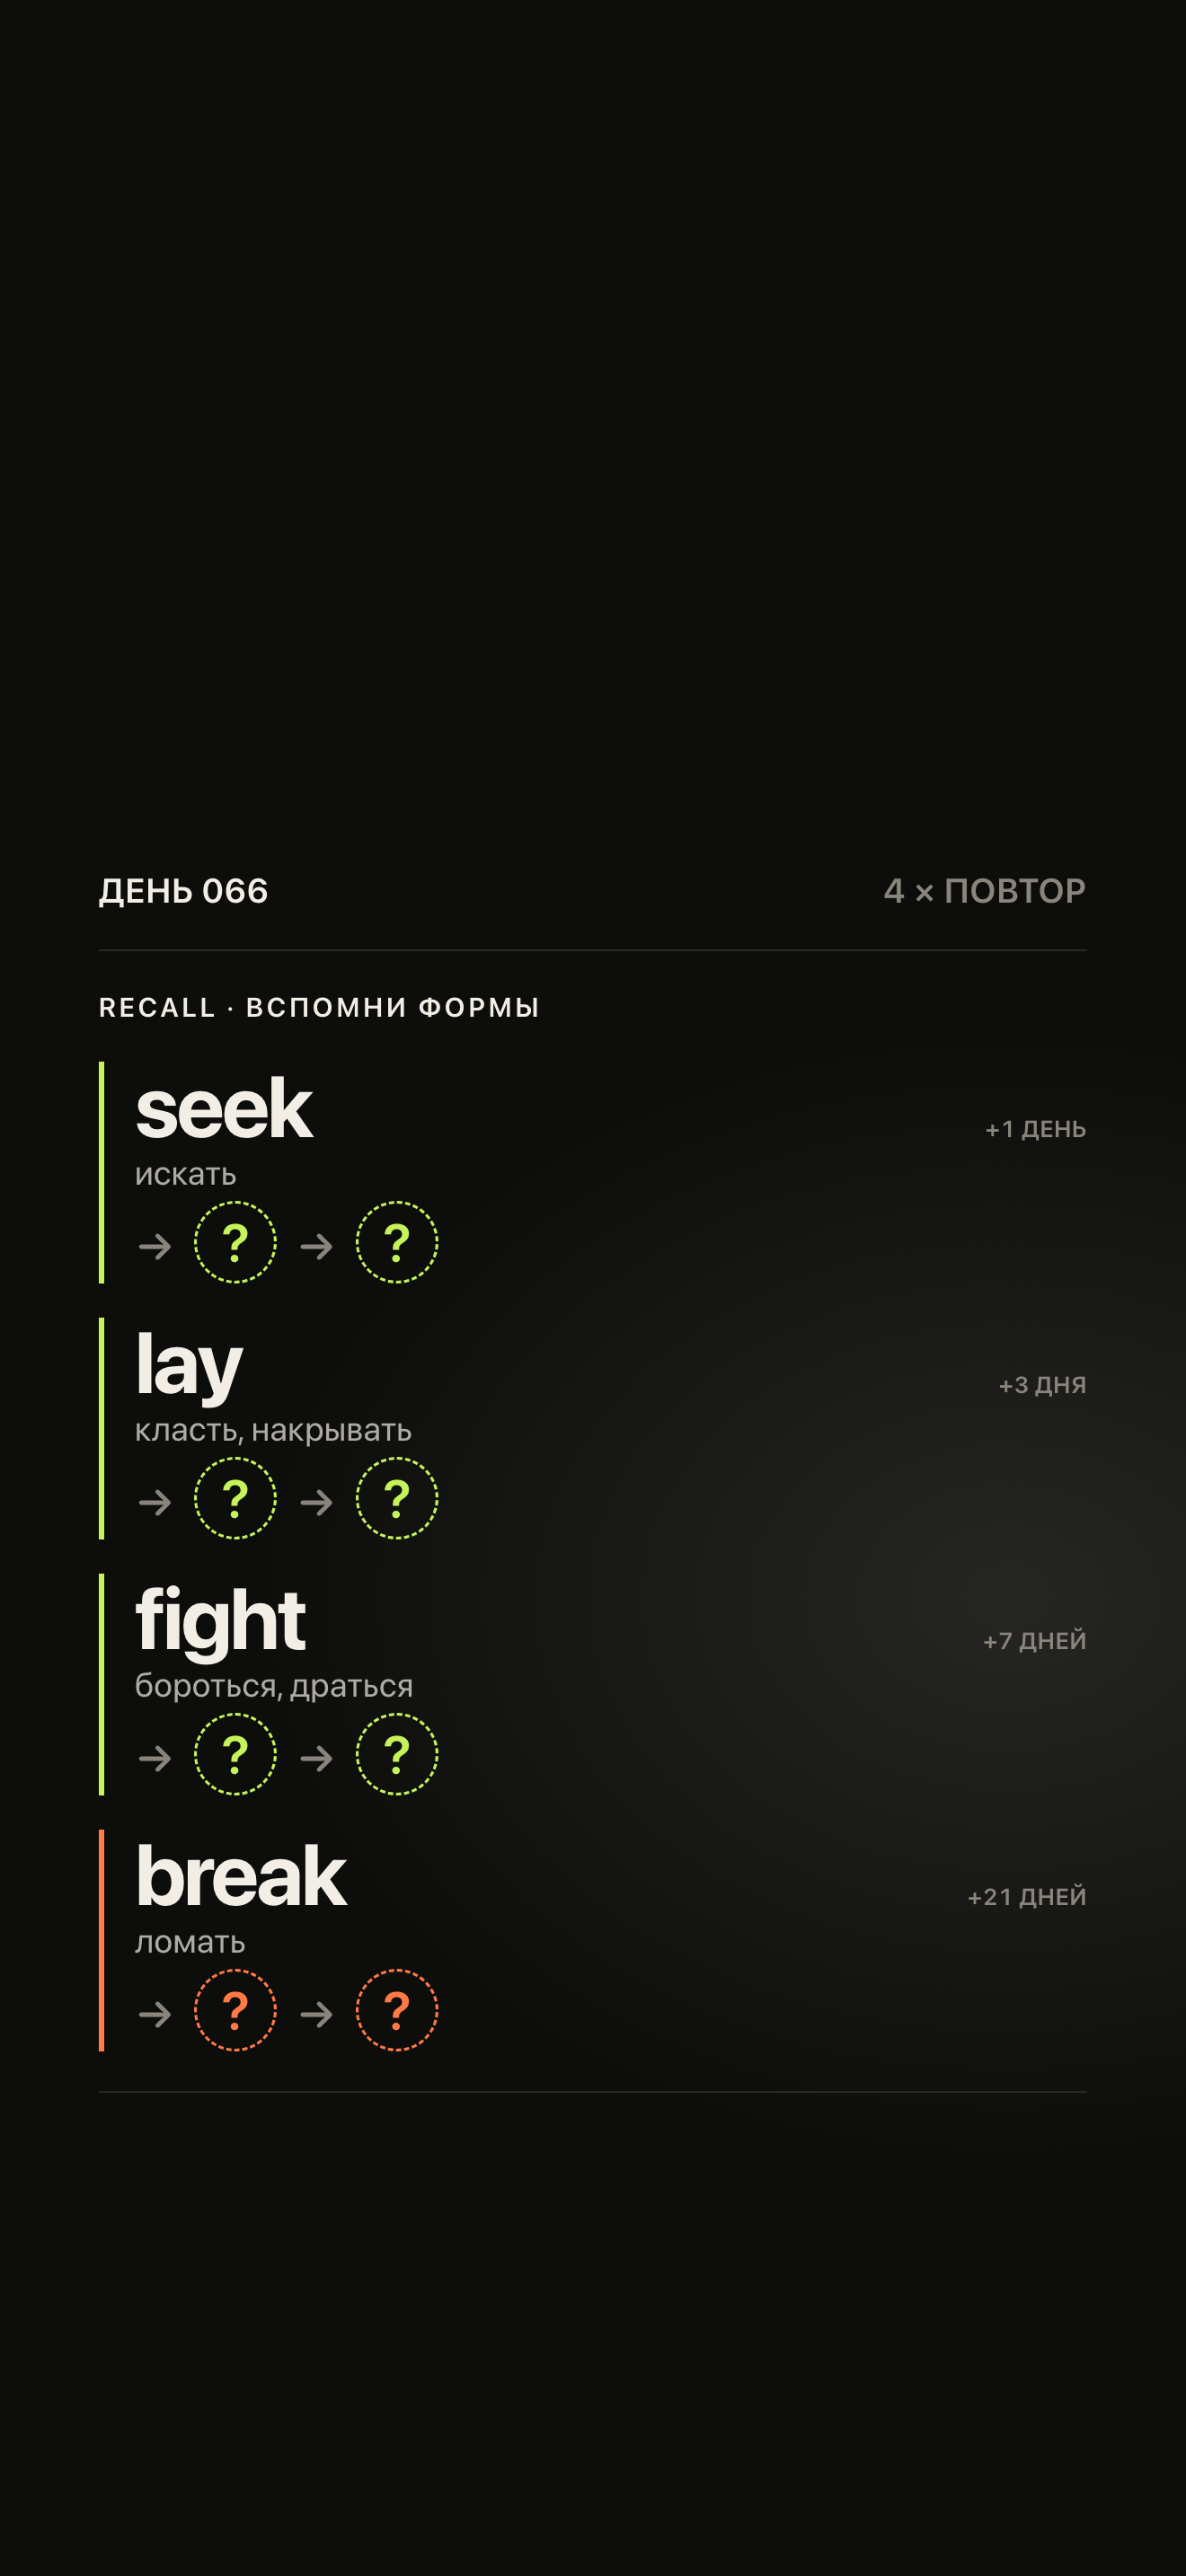 ДЕНЬ 066
4 × ПОВТОР
RECALL · ВСПОМНИ ФОРМЫ
seek
+1 ДЕНЬ
искать
→ ? → ?
lay
+3 ДНЯ
класть, накрывать
→ ? → ?
fight
+7 ДНЕЙ
бороться, драться
→ ? → ?
break
+21 ДНЕЙ
ломать
→ ? → ?